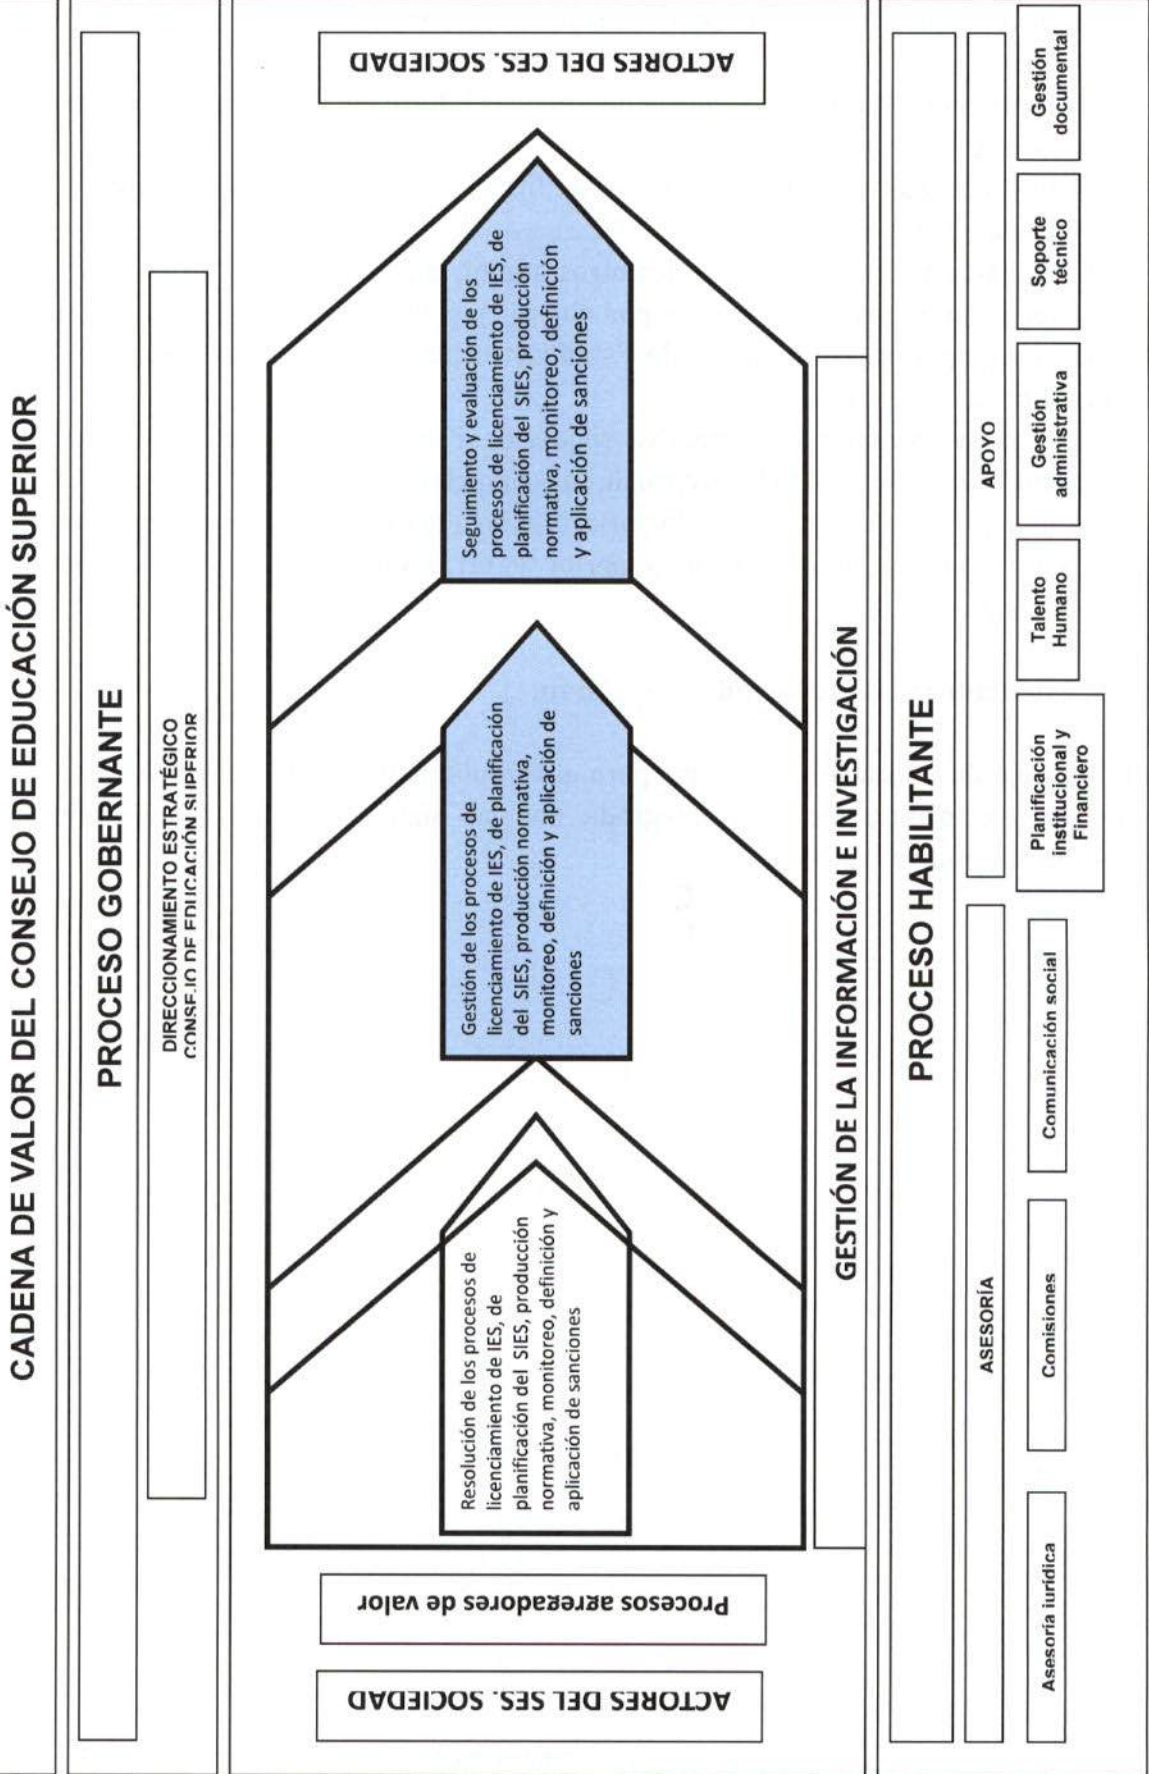 CADENA DE VALOR DEL CONSEJO DE EDUCACIÓN SUPERIOR
PROCESO GOBERNANTE
DIRECCIONAMIENTO ESTRATÉGICO
CONSEJO DE EDUCACIÓN SUPERIOR
ACTORES DEL SES. SOCIEDAD
Procesos agregadores de valor
Resolución de los procesos de
licenciamiento de IES, de
planificación del SIES, producción
normativa, monitoreo, definición y
aplicación de sanciones
Gestión de los procesos de
licenciamiento de IES, de planificación
del SIES, producción normativa,
monitoreo, definición y aplicación de
sanciones
Seguimiento y evaluación de los
procesos de licenciamiento de IES, de
planificación del SIES, producción
normativa, monitoreo, definición
y aplicación de sanciones
ACTORES DEL CES. SOCIEDAD
GESTIÓN DE LA INFORMACIÓN E INVESTIGACIÓN
PROCESO HABILITANTE
ASESORÍA
APOYO
Asesoría jurídica
Comisiones
Comunicación social
Planificación
institucional y
Financiero
Talento
Humano
Gestión
administrativa
Soporte
técnico
Gestión
documental